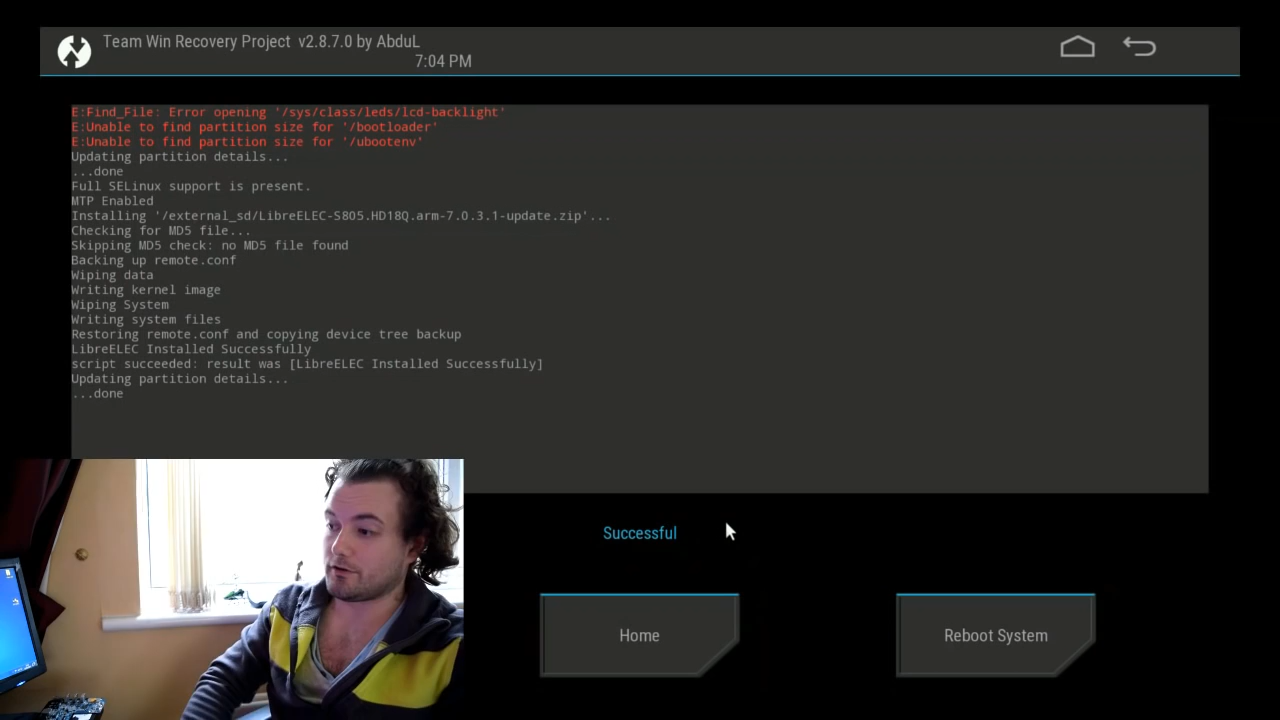 Team Win Recovery Project v2.8.7.0 by AbduL
7:04 PM
E:Find_File: Error opening '/sys/class/leds/lcd-backlight'
E:Unable to find partition size for '/bootloader'
E:Unable to find partition size for '/ubootenv'
Updating partition details...
...done
Full SELinux support is present.
MTP Enabled
Installing '/external_sd/LibreELEC-S805.HD18Q.arm-7.0.3.1-update.zip'...
Checking for MD5 file...
Skipping MD5 check: no MD5 file found
Backing up remote.conf
Wiping data
Writing kernel image
Wiping System
Writing system files
Restoring remote.conf and copying device tree backup
LibreELEC Installed Successfully
script succeeded: result was [LibreELEC Installed Successfully]
Updating partition details...
...done
Successful
Home
Reboot System